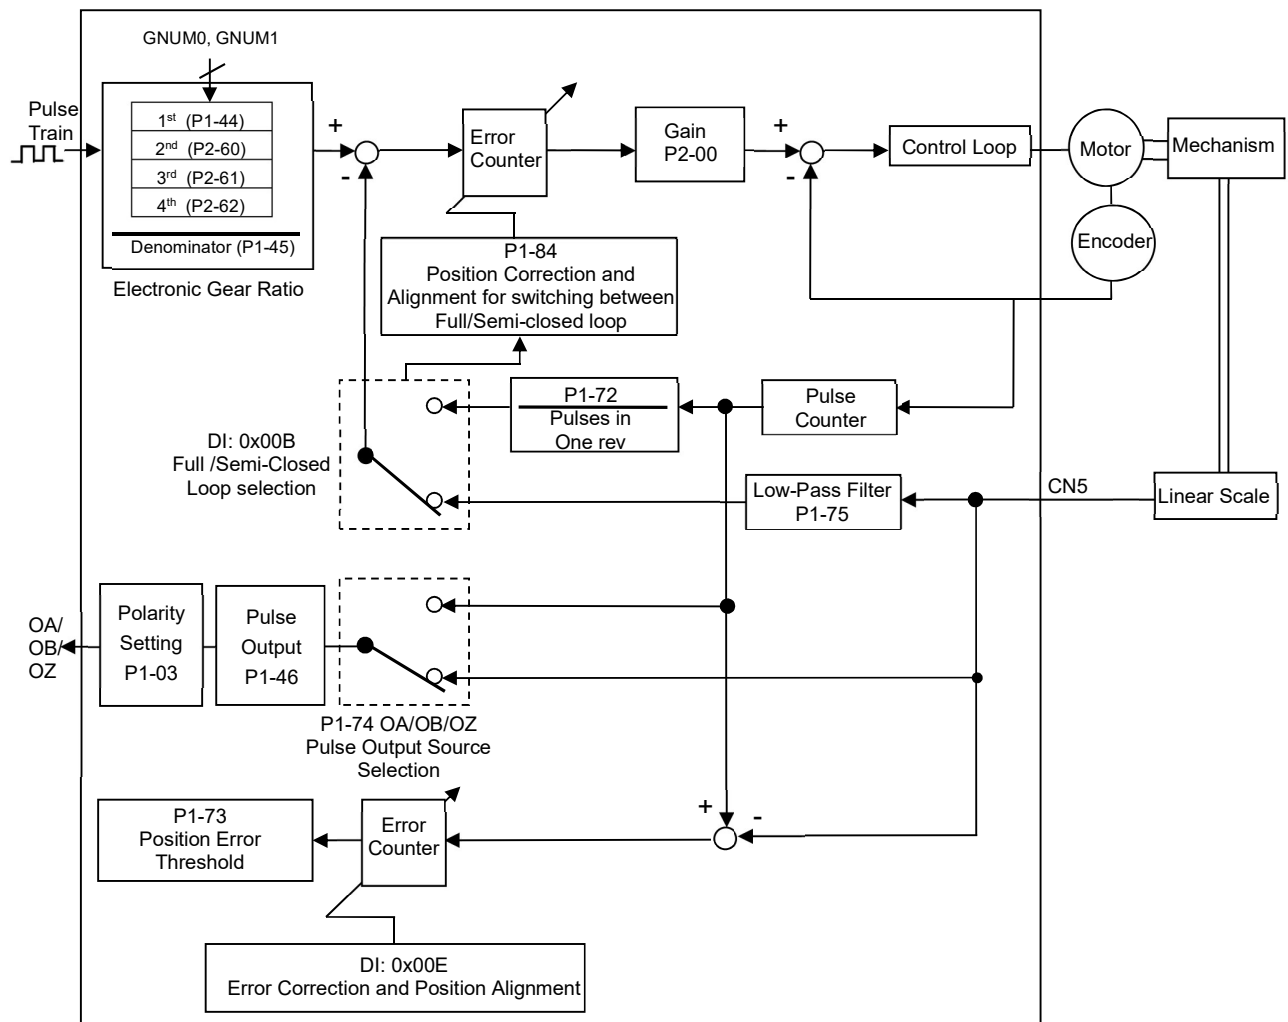 GNUM0, GNUM1
Pulse
Train
1st (P1-44)
2nd (P2-60)
3rd (P2-61)
4th (P2-62)
Denominator (P1-45)
Electronic Gear Ratio
+
-
Error
Counter
Gain
P2-00
+
-
Control Loop
Motor
Mechanism
Encoder
P1-84
Position Correction and
Alignment for switching between
Full/Semi-closed loop
DI: 0x00B
Full /Semi-Closed
Loop selection
P1-72
Pulses in
One rev
Pulse
Counter
Low-Pass Filter
P1-75
CN5
Linear Scale
OA/
OB/
OZ
Polarity
Setting
P1-03
Pulse
Output
P1-46
P1-74 OA/OB/OZ
Pulse Output Source
Selection
P1-73
Position Error
Threshold
Error
Counter
+
-
DI: 0x00E
Error Correction and Position Alignment